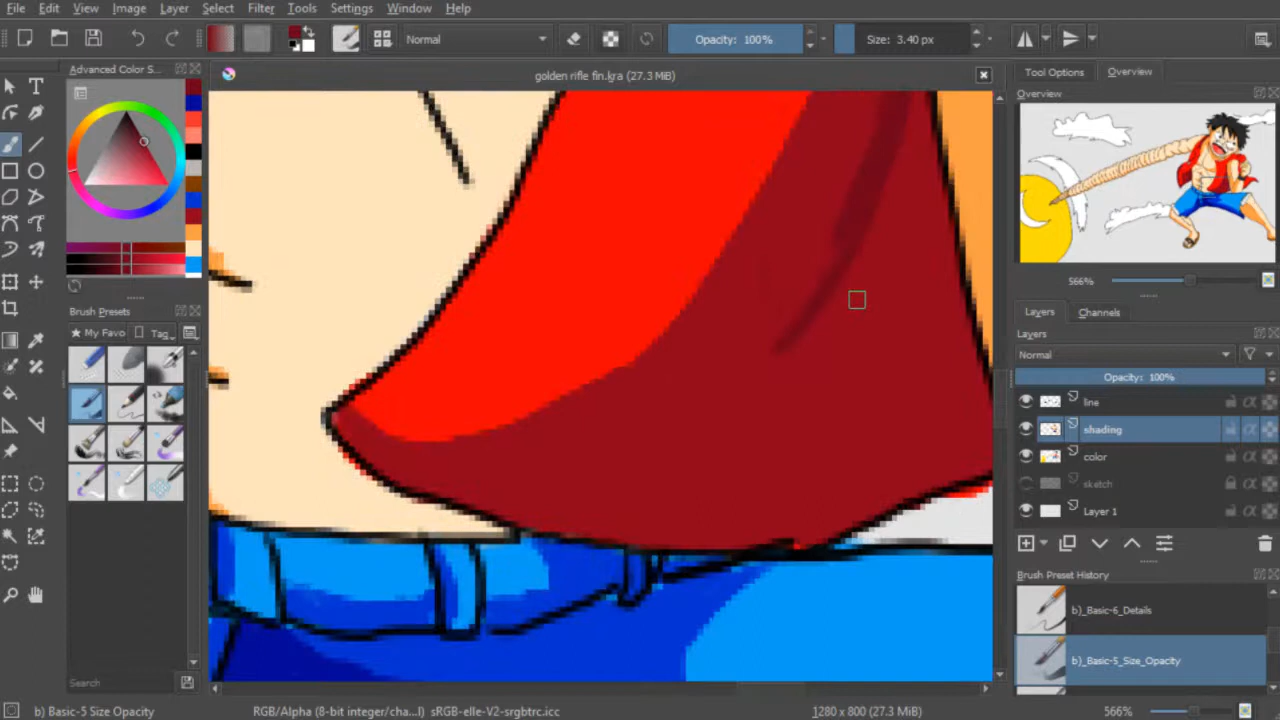 File Edit View Image Layer Select Filter Tools Settings Window Help
Normal
Opacity: 100%
Size: 3.40 px
Advanced Color S...
golden rifle fin.kra (27.3 MiB)
Tool Options Overview
Overview
566%
Brush Presets
My Favo Tag
Layers Channels
Layers
Normal
Opacity: 100%
line
shading
color
sketch
Layer 1
Brush Preset History
b)_Basic-6_Details
b)_Basic-5_Size_Opacity
Search
b) Basic-5 Size Opacity
RGB/Alpha (8-bit integer/cha...l) sRGB-elle-V2-srgbtrc.icc
1280 x 800 (27.3 MiB)
566%